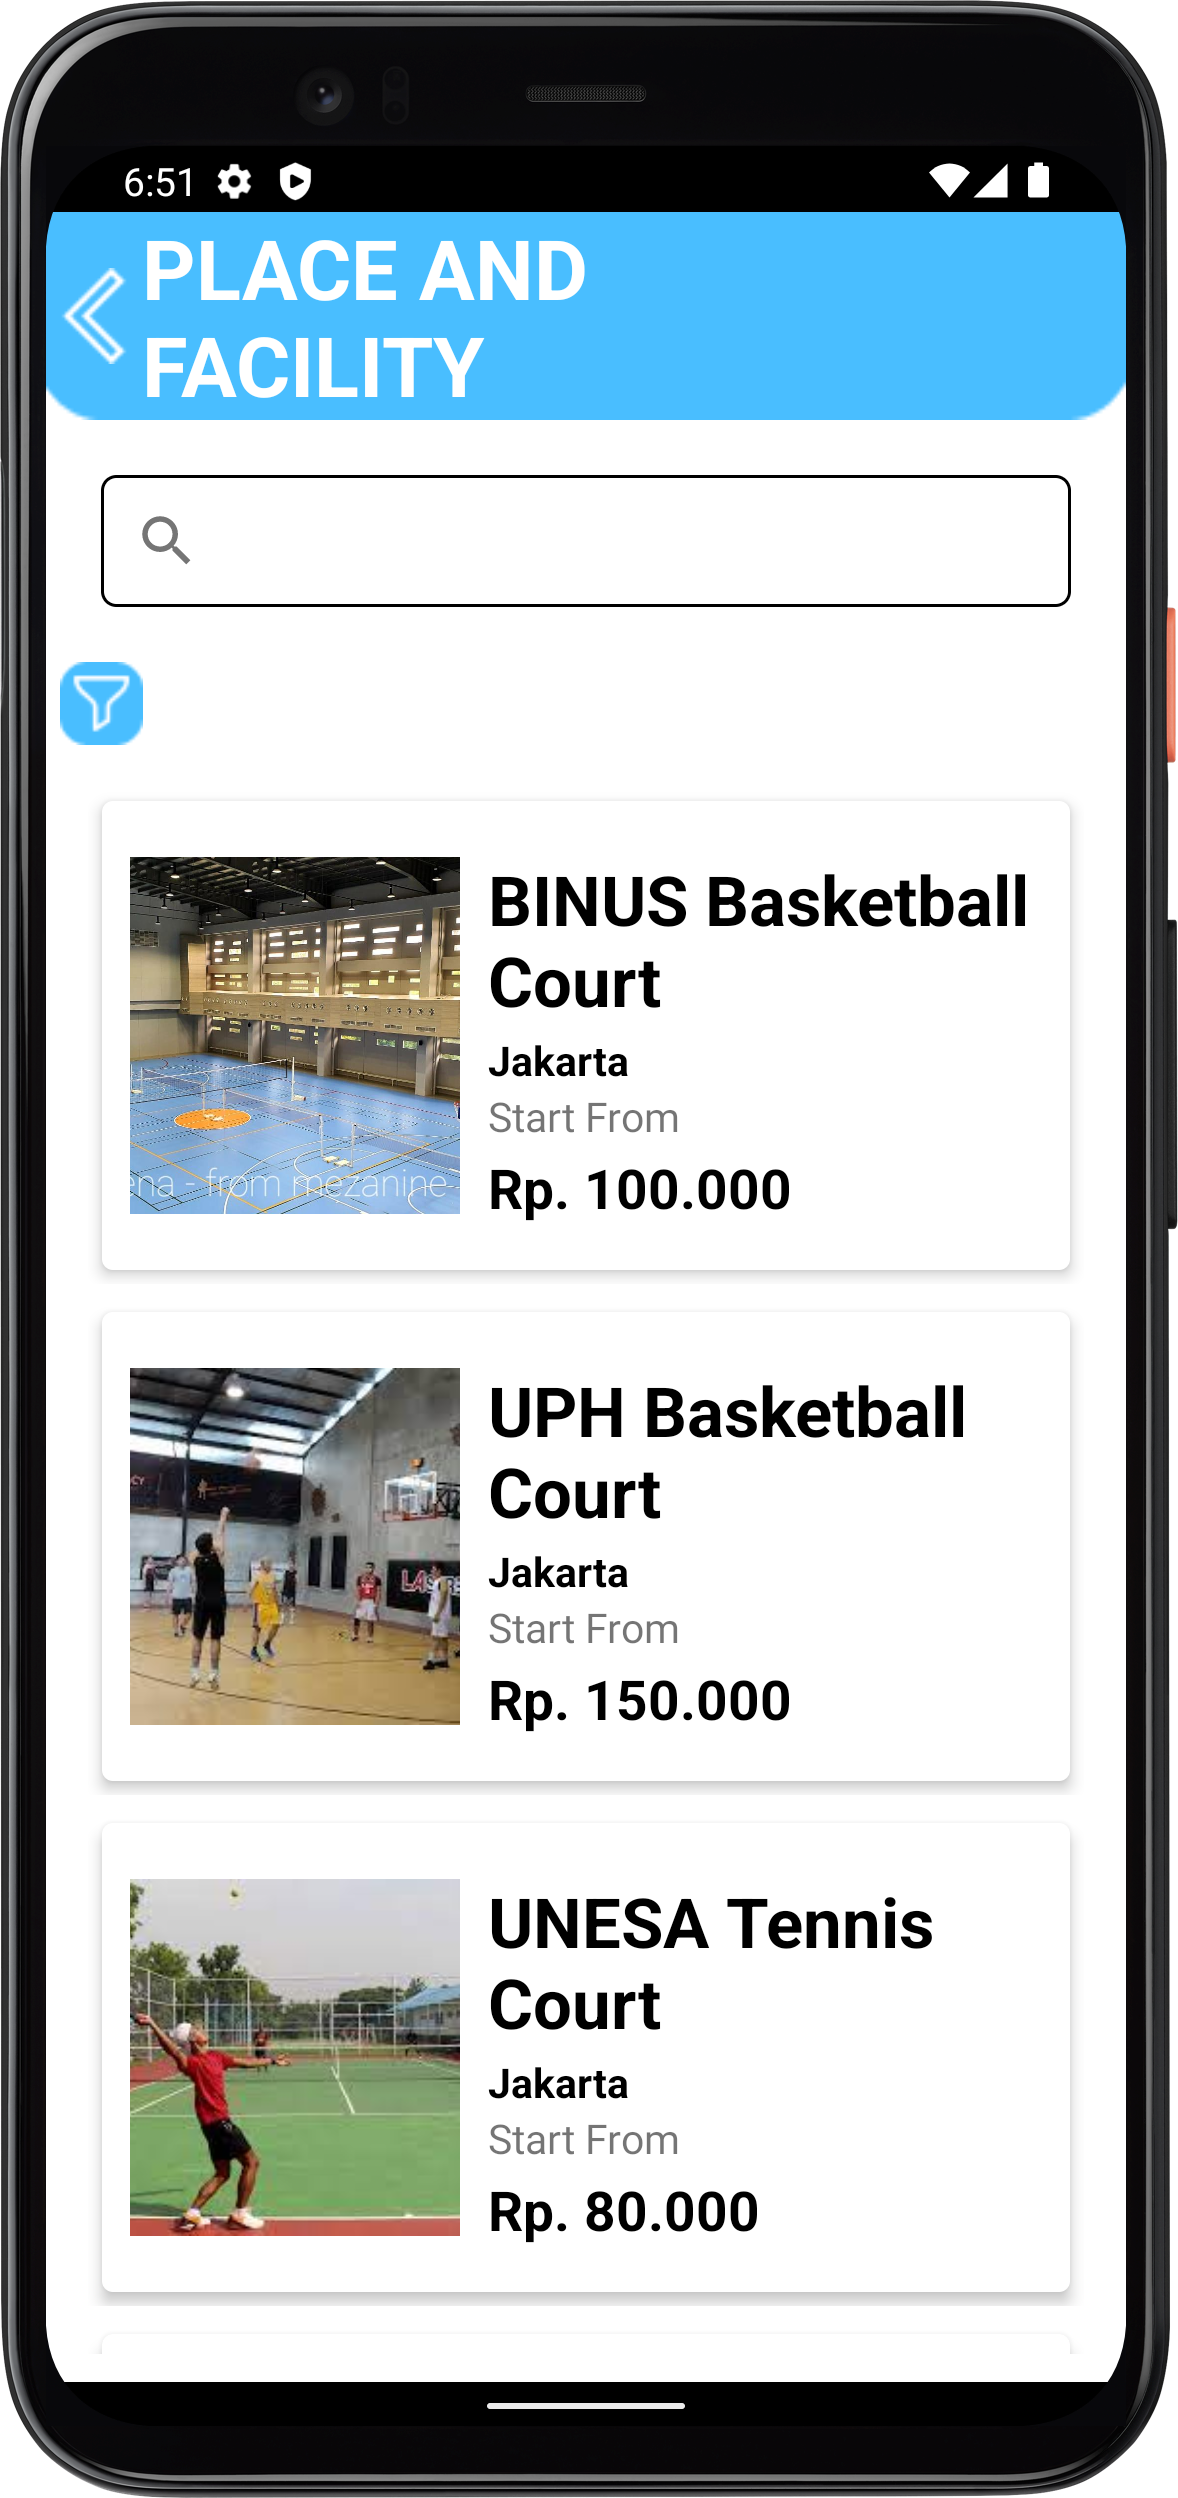 6:51
PLACE AND
FACILITY
BINUS Basketball
Court
Jakarta
Start From
Rp. 100.000
ena - from mezanine
UPH Basketball
Court
Jakarta
Start From
Rp. 150.000
UNESA Tennis
Court
Jakarta
Start From
Rp. 80.000